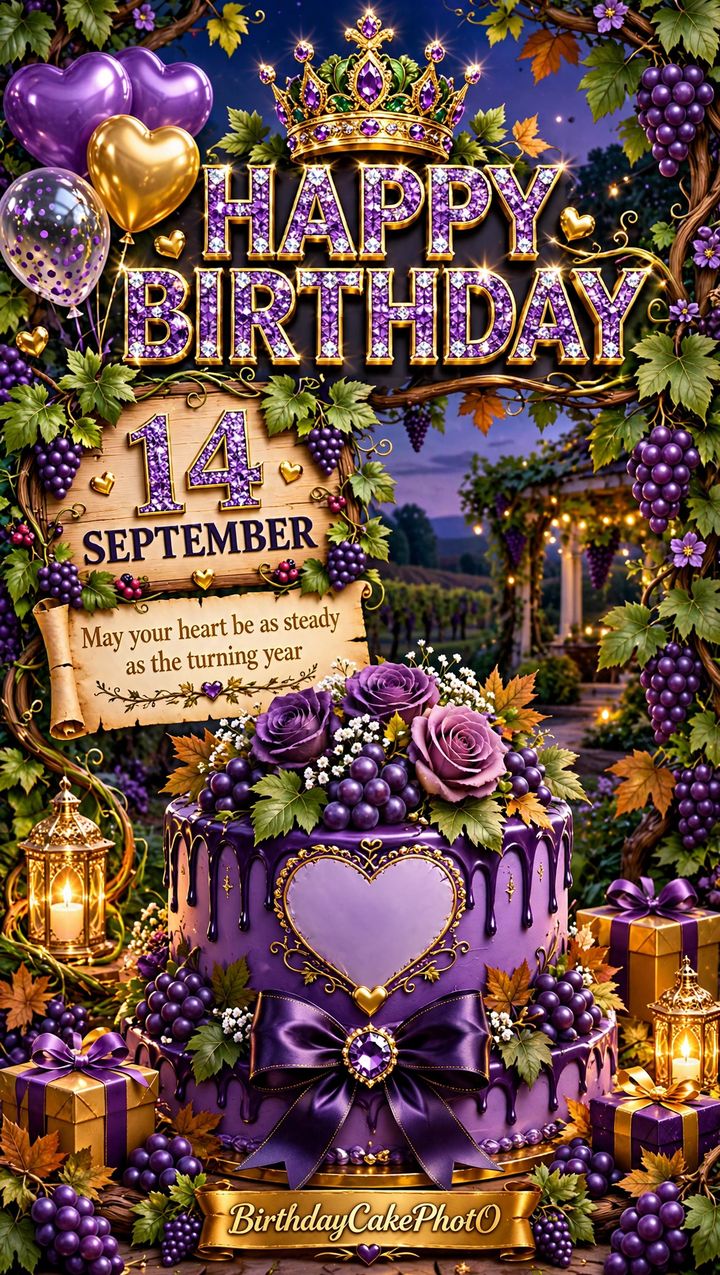 HAPPY
BIRTHDAY
14
SEPTEMBER
May your heart be as steady
as the turning year
BirthdayCakePhotO